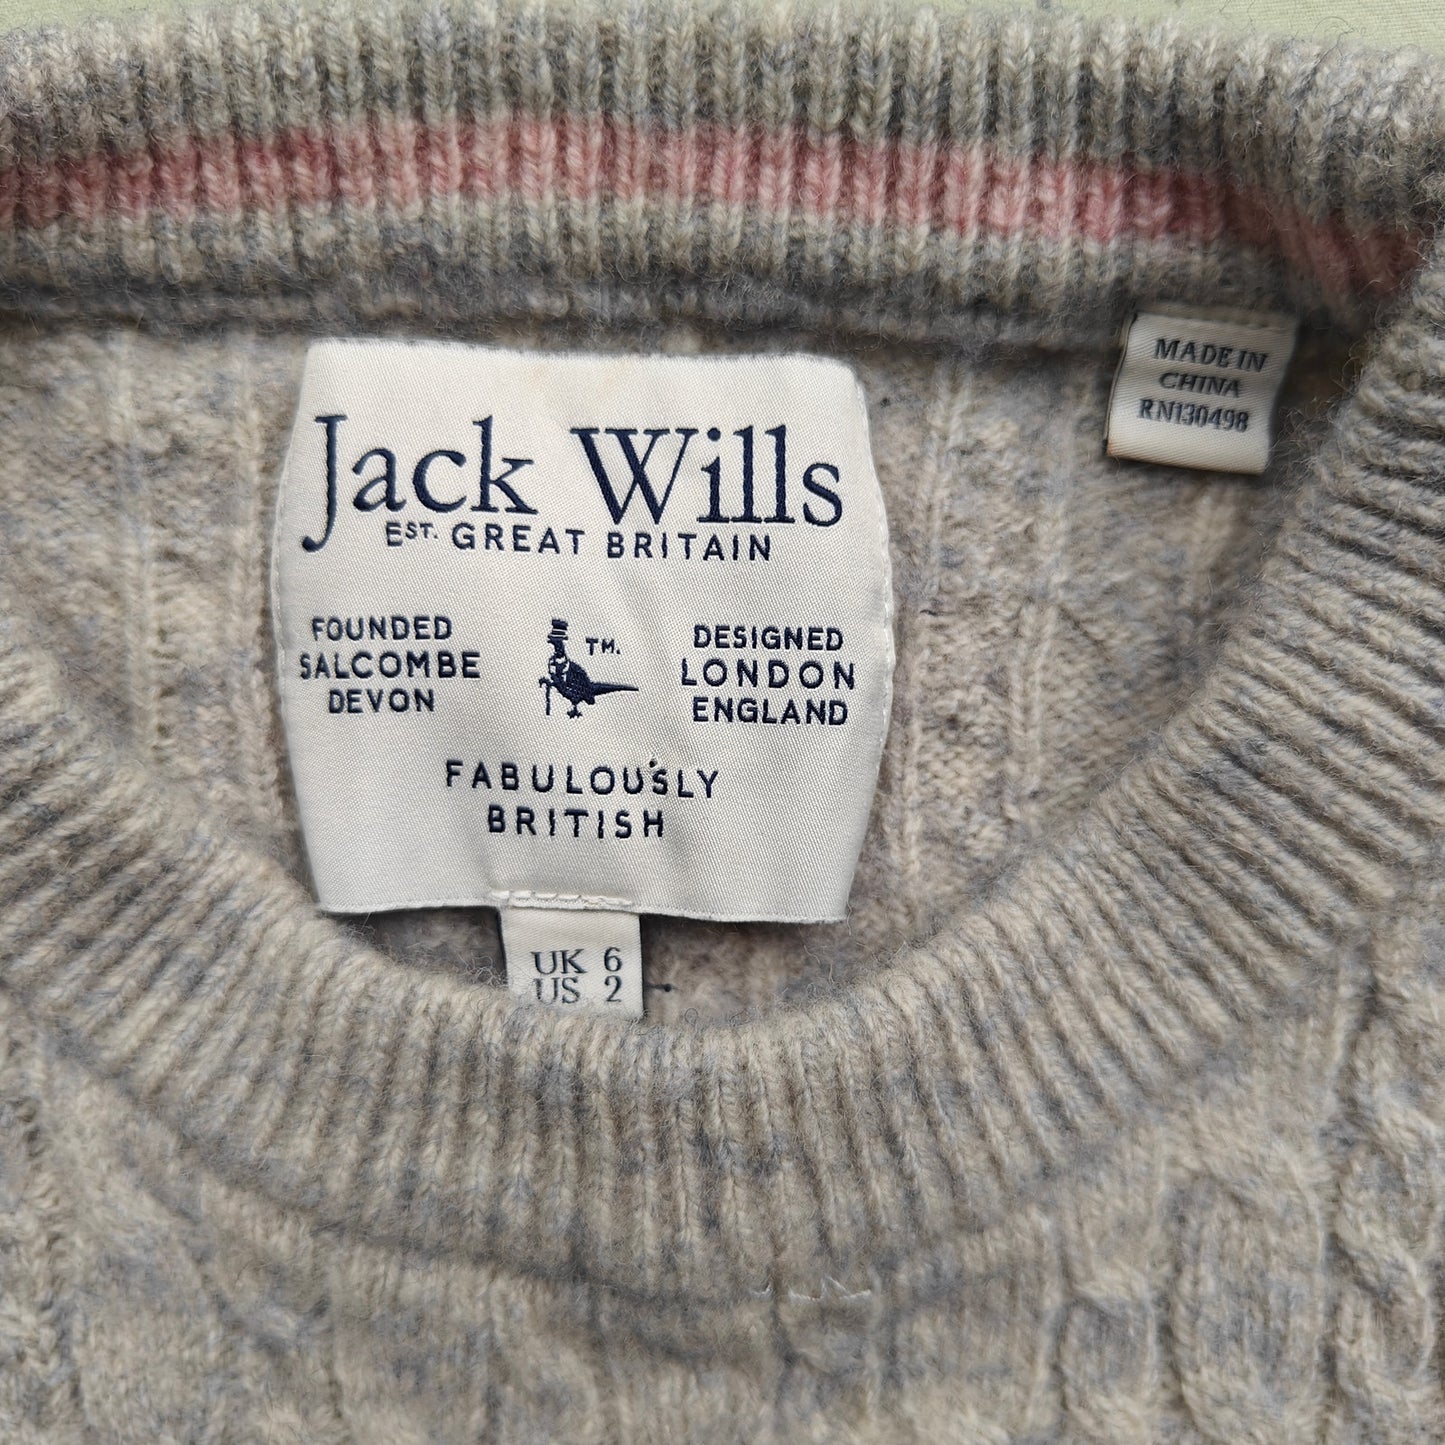 Jack Wills
EST. GREAT BRITAIN
FOUNDED
SALCOMBE
DEVON
TM.
DESIGNED
LONDON
ENGLAND
FABULOUSLY
BRITISH
UK 6
US 2
MADE IN
CHINA
RN130498